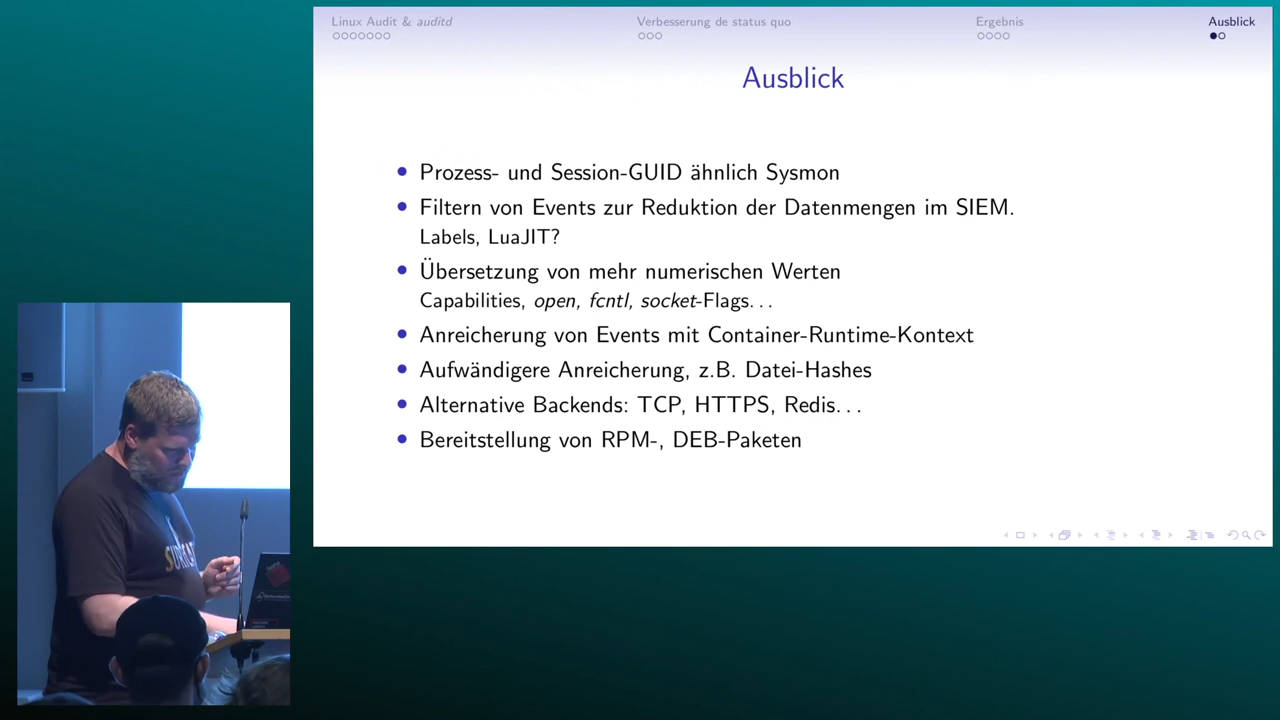 Linux Audit & auditd
Verbesserung de status quo
Ergebnis
Ausblick
Ausblick
Prozess- und Session-GUID ähnlich Sysmon
Filtern von Events zur Reduktion der Datenmengen im SIEM.
Labels, LuaJIT?
Übersetzung von mehr numerischen Werten
Capabilities, open, fcntl, socket-Flags...
Anreicherung von Events mit Container-Runtime-Kontext
Aufwändigere Anreicherung, z.B. Datei-Hashes
Alternative Backends: TCP, HTTPS, Redis...
Bereitstellung von RPM-, DEB-Paketen